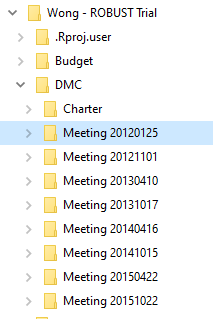 Wong - ROBUST Trial
.Rproj.user
Budget
DMC
Charter
Meeting 20120125
Meeting 20121101
Meeting 20130410
Meeting 20131017
Meeting 20140416
Meeting 20141015
Meeting 20150422
Meeting 20151022